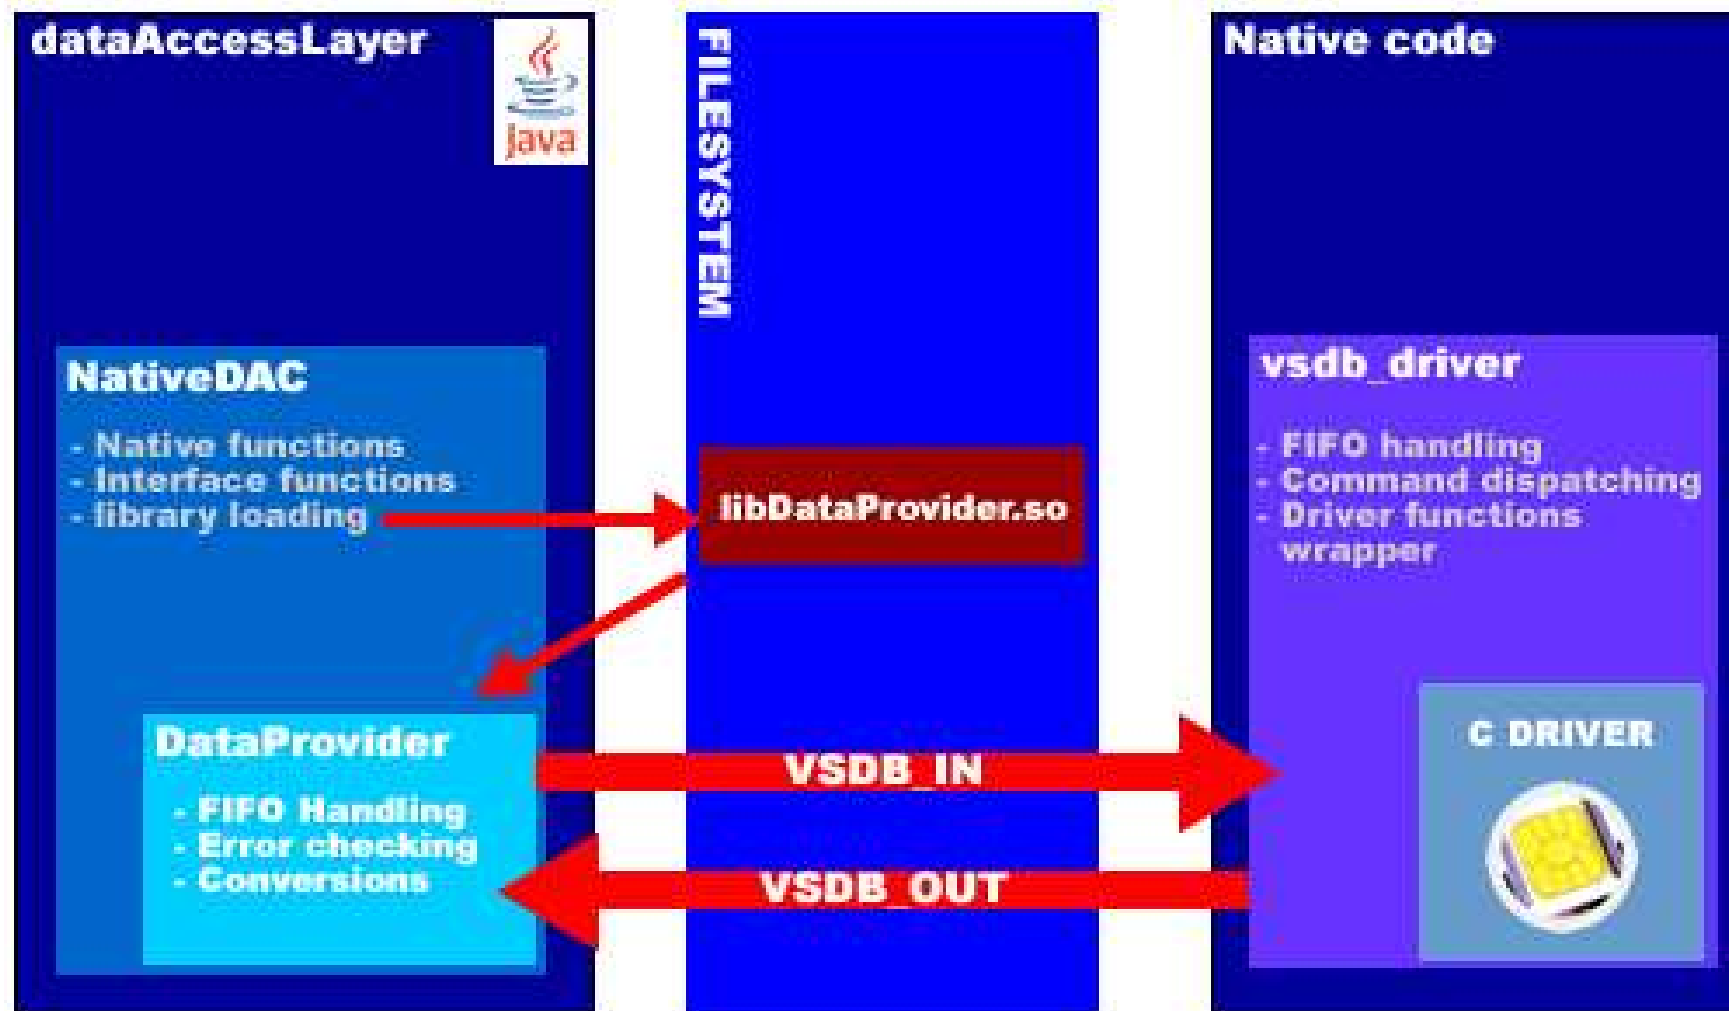 dataAccessLayer
java
NativeDAC
- Native functions
- Interface functions
- library loading
DataProvider
- FIFO Handling
- Error checking
- Conversions
FILESYSTEM
libDataProvider.so
VSDB_IN
VSDB_OUT
Native code
vsdb_driver
- FIFO handling
- Command dispatching
- Driver functions
wrapper
C DRIVER